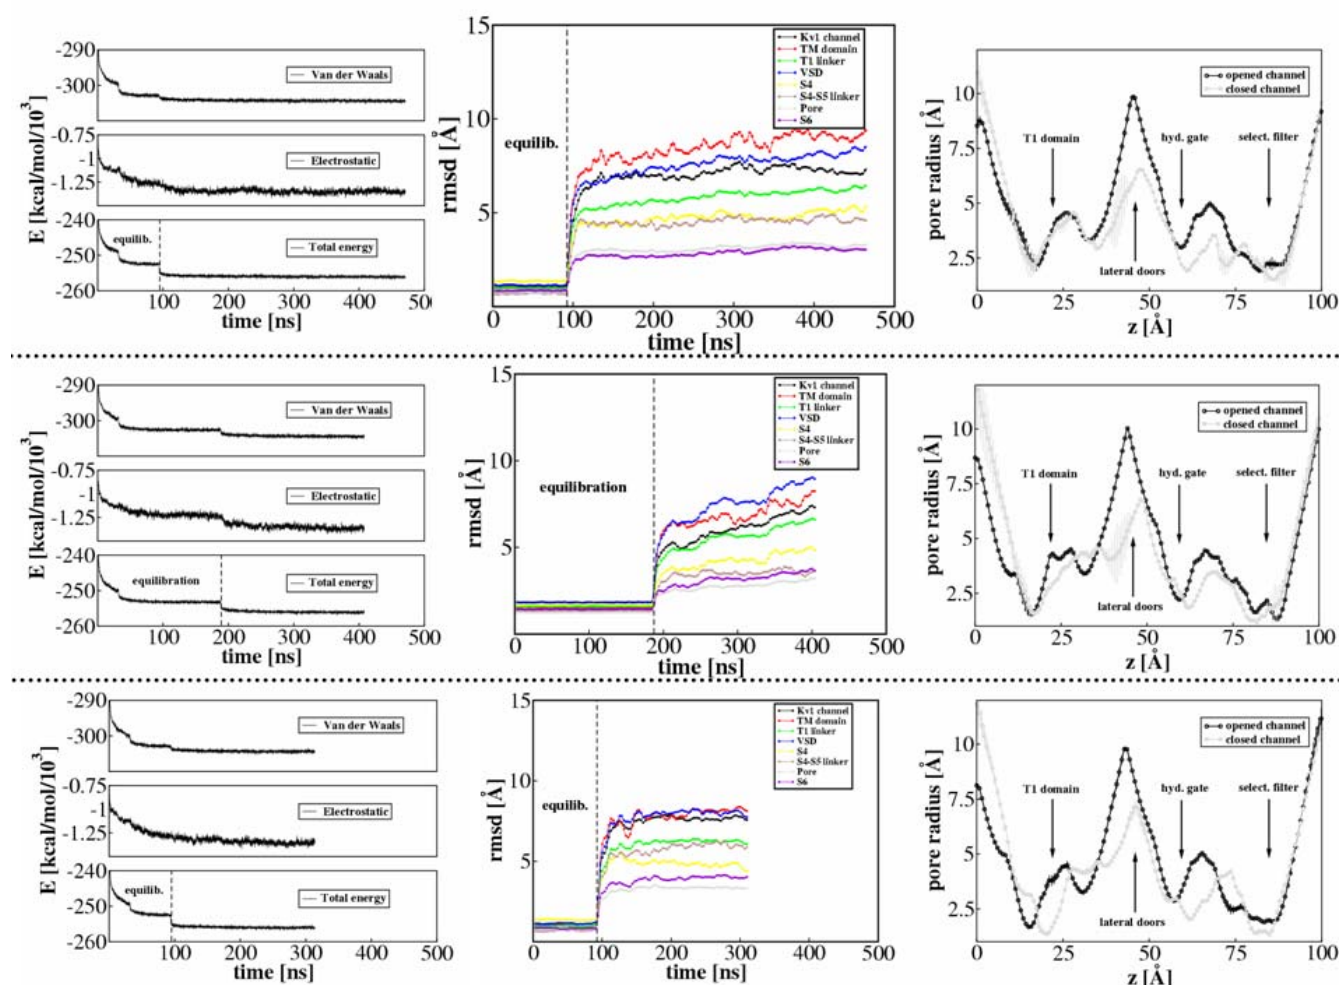 -290
-300
Van der Waals
-0.75
-1
-1.25
Electrostatic
-240
-250
-260
equilib.
Total energy
E [kcal/mol/10³]
0 100 200 300 400 500
time [ns]
15
10
5
rmsd [Å]
equilib.
Kv1 channel
TM domain
T1 linker
VSD
S4
S4-S5 linker
Pore
S6
0 100 200 300 400 500
time [ns]
10
7.5
5
2.5
pore radius [Å]
opened channel
closed channel
T1 domain
hyd. gate
select. filter
lateral doors
0 25 50 75 100
z [Å]
-290
-300
Van der Waals
-0.75
-1
-1.25
Electrostatic
-240
-250
-260
equilibration
Total energy
E [kcal/mol/10³]
0 100 200 300 400 500
time [ns]
15
10
5
rmsd [Å]
equilibration
Kv1 channel
TM domain
T1 linker
VSD
S4
S4-S5 linker
Pore
S6
0 100 200 300 400 500
time [ns]
10
7.5
5
2.5
pore radius [Å]
opened channel
closed channel
T1 domain
hyd. gate
select. filter
lateral doors
0 25 50 75 100
z [Å]
-290
-300
Van der Waals
-0.75
-1
-1.25
Electrostatic
-240
-250
-260
equilib.
Total energy
E [kcal/mol/10³]
0 100 200 300 400 500
time [ns]
15
10
5
rmsd [Å]
equilib.
Kv1 channel
TM domain
T1 linker
VSD
S4
S4-S5 linker
Pore
S6
0 100 200 300 400 500
time [ns]
10
7.5
5
2.5
pore radius [Å]
opened channel
closed channel
T1 domain
hyd. gate
select. filter
lateral doors
0 25 50 75 100
z [Å]